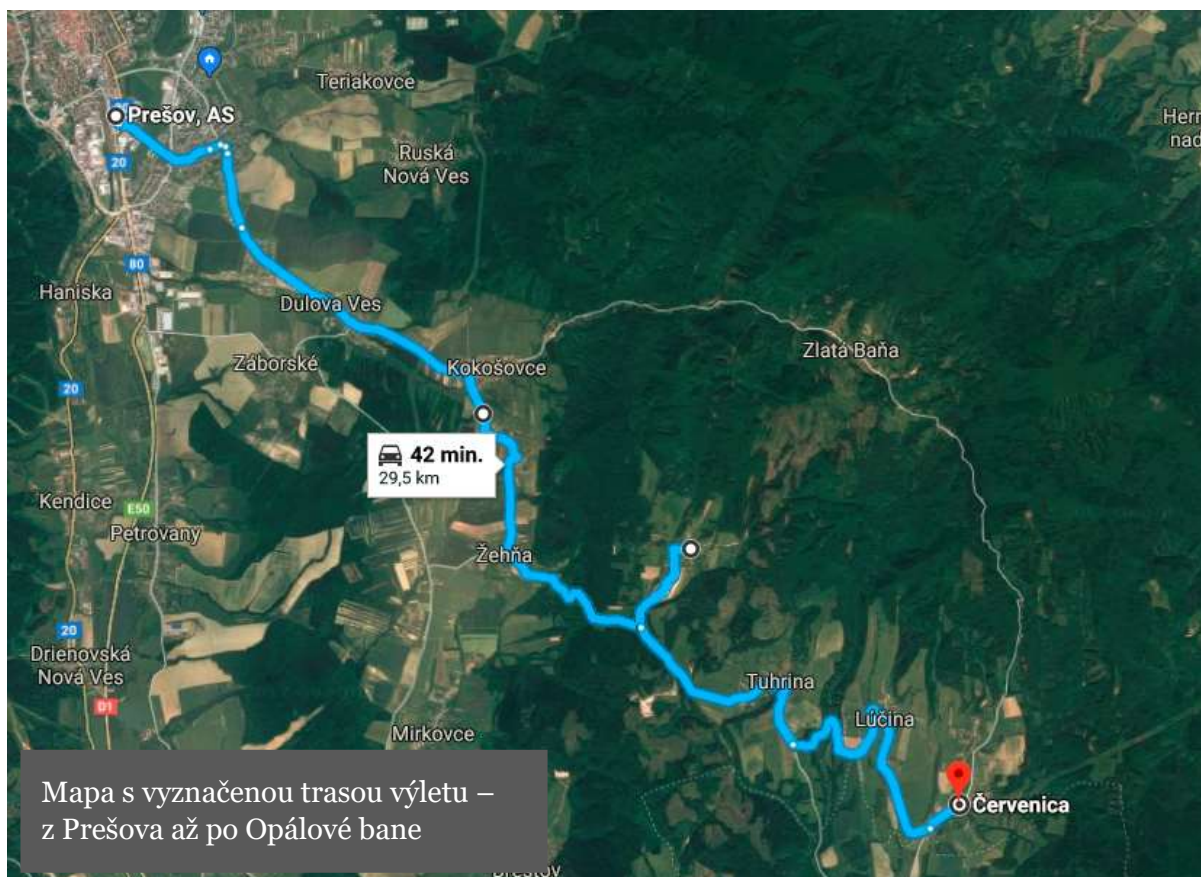 Teriakovce
Prešov, AS
20
Ruská
Nová Ves
Herm
nad
80
Haniska
Dulova Ves
Záborské
Zlatá Baňa
Kokošovce
20
42 min.
29,5 km
Kendice
E50
Petrovany
Žehňa
20
Drienovská
Nová Ves
D1
Tuhrina
Lúčina
Mirkovce
Červenica
Mapa s vyznačenou trasou výletu –
z Prešova až po Opálové bane